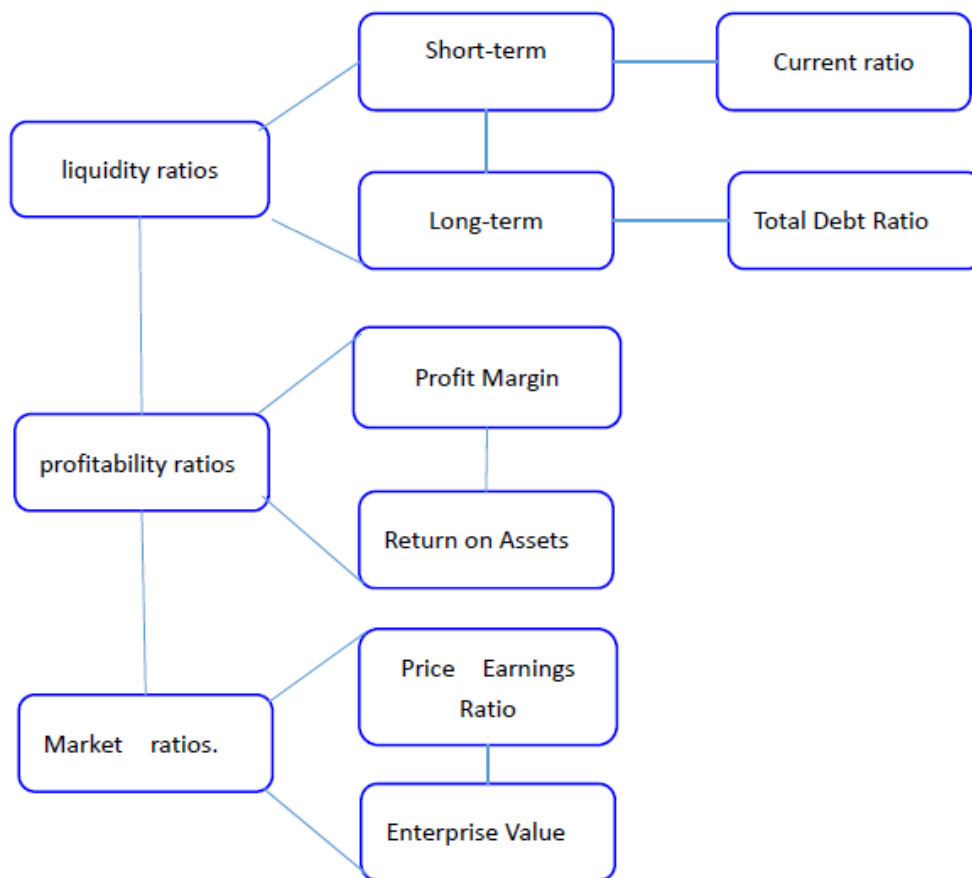 Short-term
Current ratio
liquidity ratios
Long-term
Total Debt Ratio
Profit Margin
profitability ratios
Return on Assets
Price Earnings
Ratio
Market ratios.
Enterprise Value